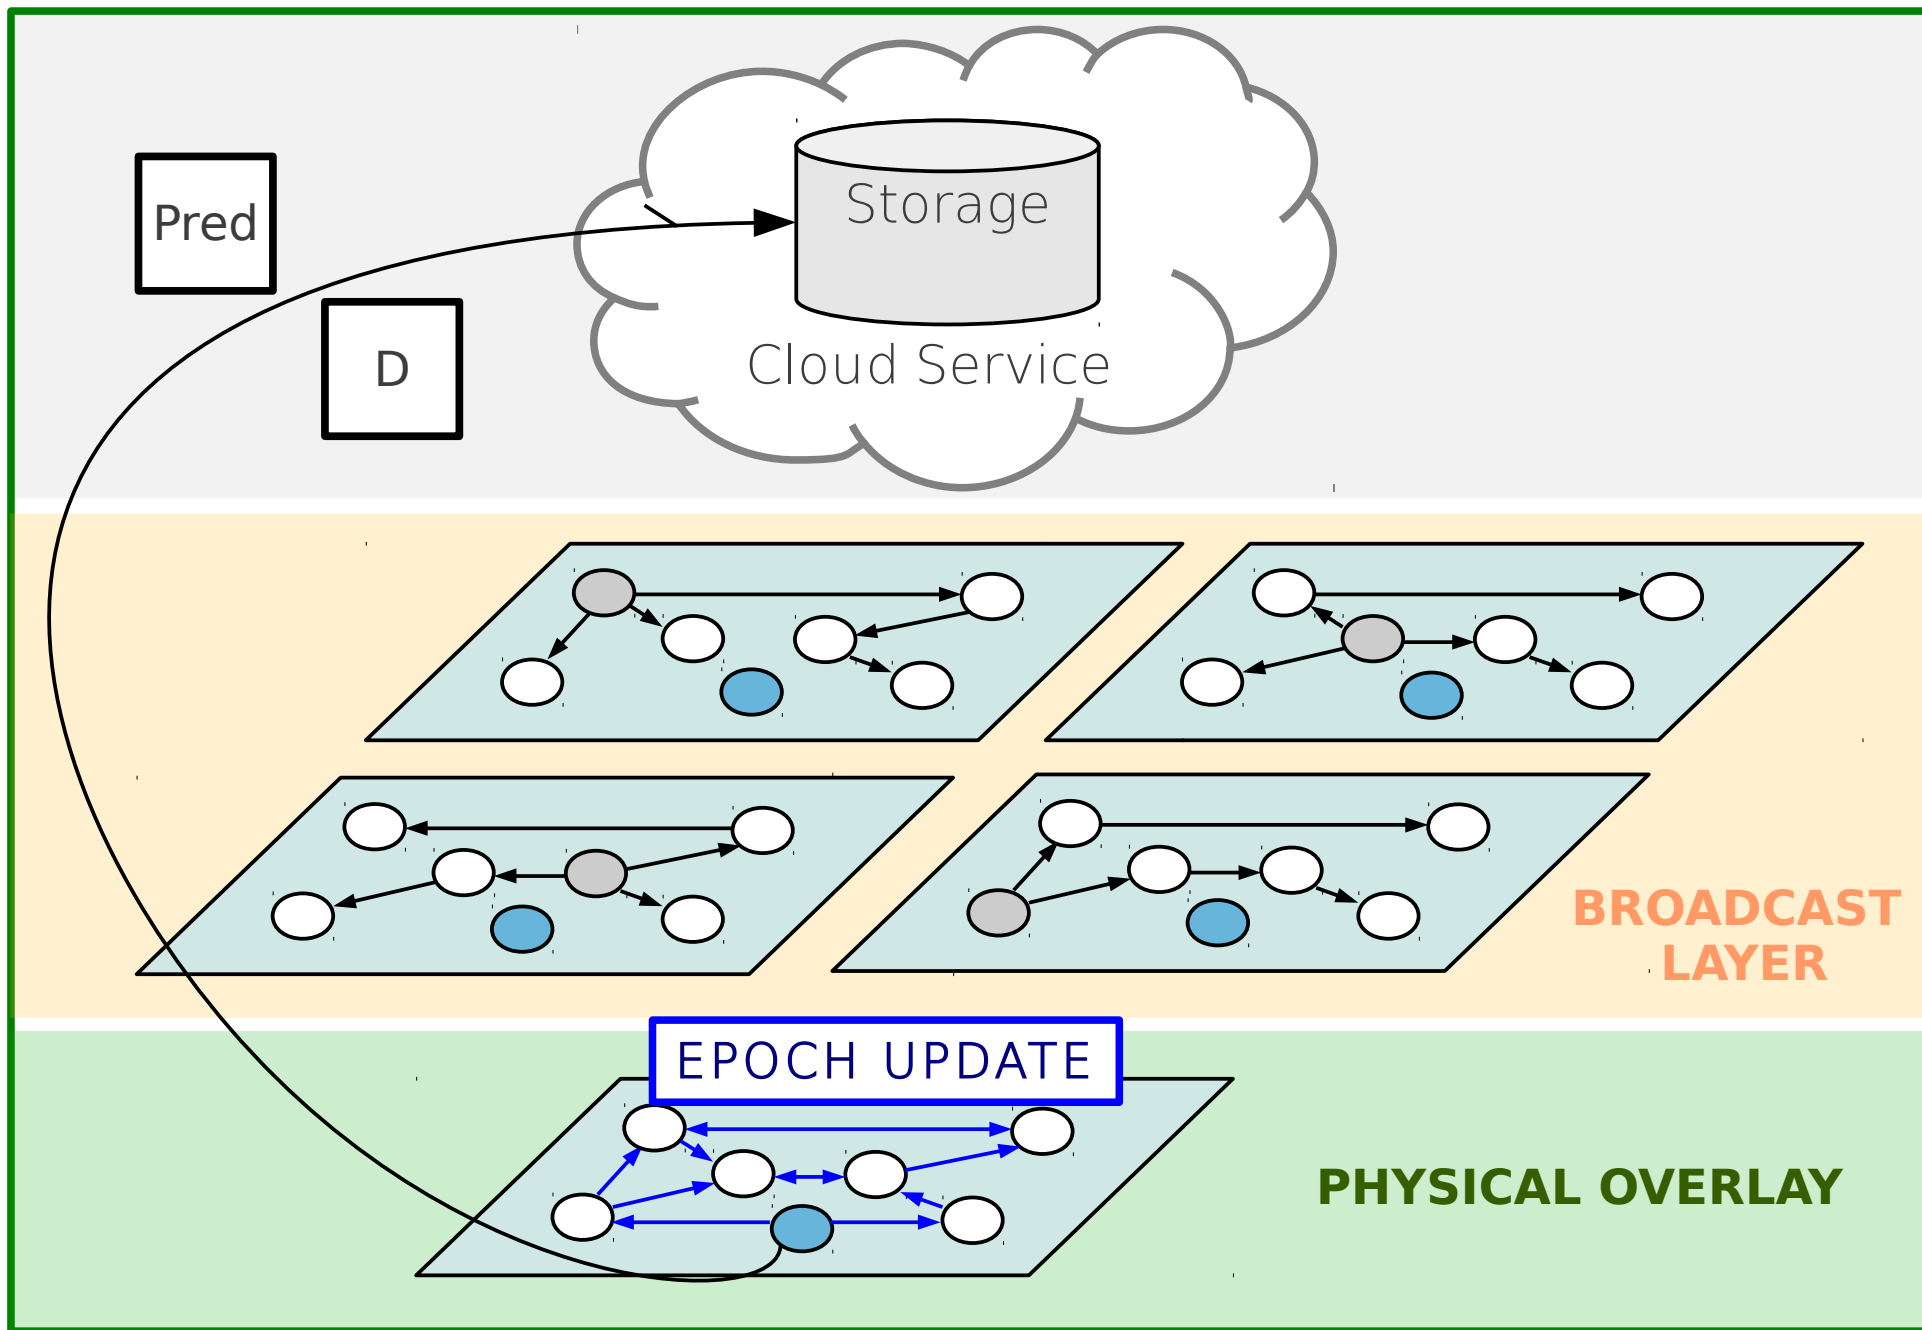 Storage
Pred
Cloud Service
D
BROADCAST
LAYER
EPOCH UPDATE
PHYSICAL OVERLAY